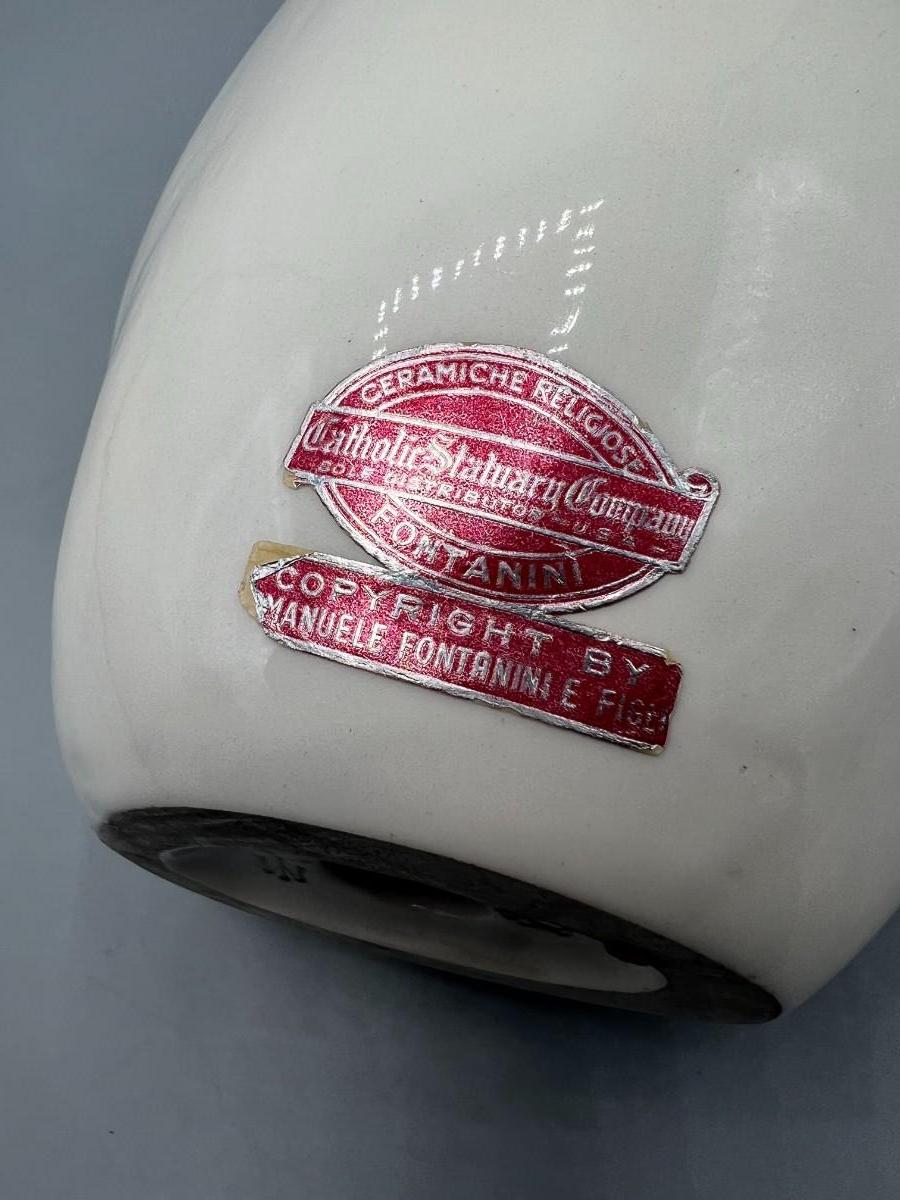 CERAMICHE RELIGIOSE
Catholic Statuary Company
SOLE DISTRIBUTOR - U.S.A. -
FONTANINI
COPYRIGHT BY
MANUELE FONTANINI E FIGLI